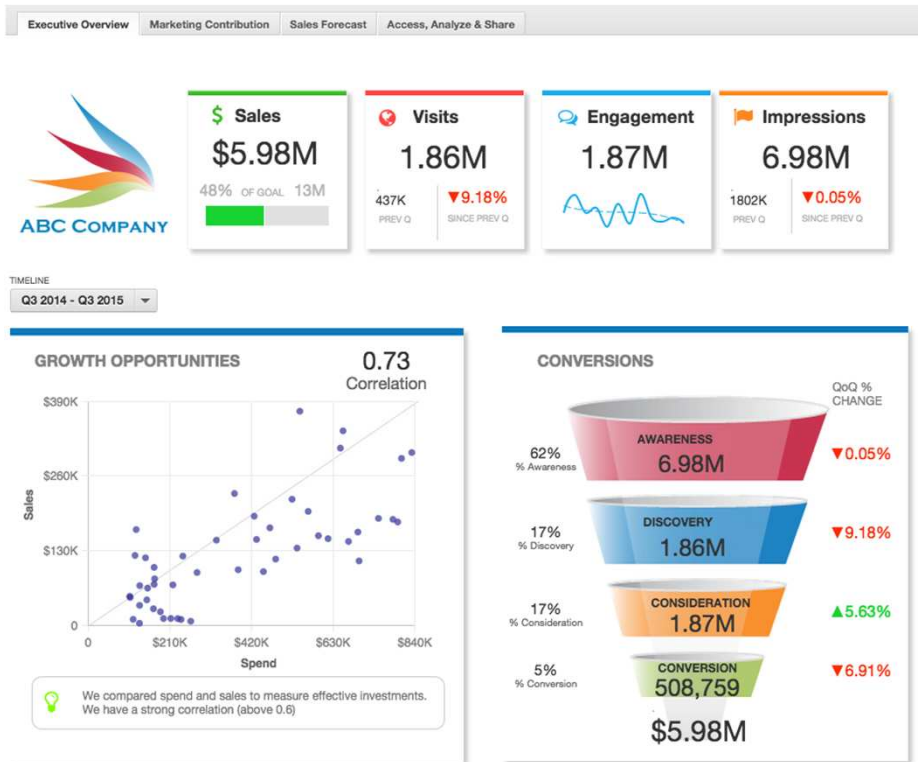 Executive Overview Marketing Contribution Sales Forecast Access, Analyze & Share
ABC COMPANY
$ Sales
$5.98M
48% OF GOAL 13M
Visits
1.86M
437K ▼9.18%
PREV Q SINCE PREV Q
Engagement
1.87M
Impressions
6.98M
1802K ▼0.05%
PREV Q SINCE PREV Q
TIMELINE
Q3 2014 - Q3 2015
GROWTH OPPORTUNITIES
0.73
Correlation
$390K
$260K
$130K
0
Sales
0 $210K $420K $630K $840K
Spend
We compared spend and sales to measure effective investments.
We have a strong correlation (above 0.6)
CONVERSIONS
QoQ %
CHANGE
62%
% Awareness
AWARENESS
6.98M
▼0.05%
17%
% Discovery
DISCOVERY
1.86M
▼9.18%
17%
% Consideration
CONSIDERATION
1.87M
▲5.63%
5%
% Conversion
CONVERSION
508,759
▼6.91%
$5.98M